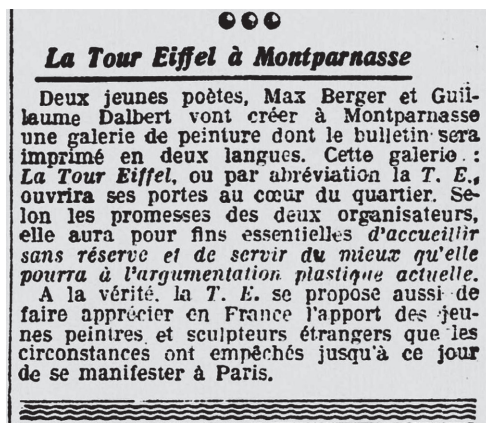 La Tour Eiffel à Montparnasse
Deux jeunes poètes, Max Berger et Guil-
laume Dalbert vont créer à Montparnasse
une galerie de peinture dont le bulletin sera
imprimé en deux langues. Cette galerie :
La Tour Eiffel, ou par abréviation la T. E.,
ouvrira ses portes au cœur du quartier. Se-
lon les promesses des deux organisateurs,
elle aura pour fins essentielles d'accueillir
sans réserve et de servir du mieux qu'elle
pourra à l'argumentation plastique actuelle.
A la vérité, la T. E. se propose aussi de
faire apprécier en France l'apport des jeu-
nes peintres et sculpteurs étrangers que les
circonstances ont empêchés jusqu'à ce jour
de se manifester à Paris.